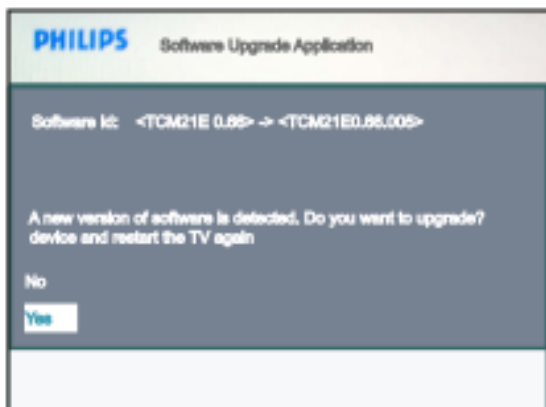 PHILIPS Software Upgrade Application
Software Id: <TCM21E 0.86> -> <TCM21E0.86.005>
A new version of software is detected. Do you want to upgrade?
device and restart the TV again
No
Yes